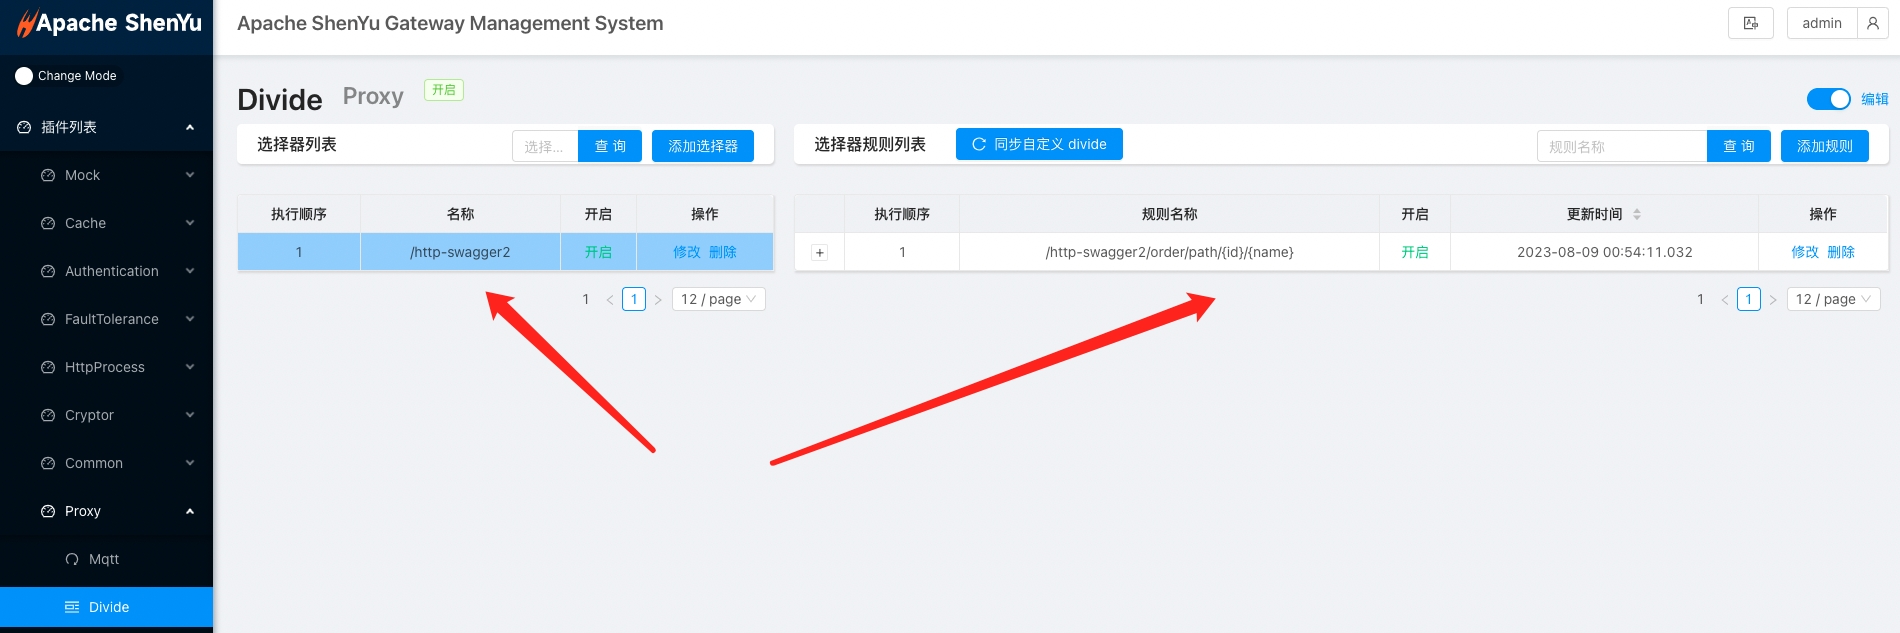 Apache ShenYu
Apache ShenYu Gateway Management System
admin
Change Mode
插件列表
Mock
Cache
Authentication
FaultTolerance
HttpProcess
Cryptor
Common
Proxy
Mqtt
Divide
Divide Proxy 开启
编辑
选择器列表 选择... 查 询 添加选择器
执行顺序 名称 开启 操作
1 /http-swagger2 开启 修改 删除
1 < 1 > 12 / page
选择器规则列表 同步自定义 divide 规则名称 查 询 添加规则
执行顺序 规则名称 开启 更新时间 操作
+ 1 /http-swagger2/order/path/{id}/{name} 开启 2023-08-09 00:54:11.032 修改 删除
1 < 1 > 12 / page